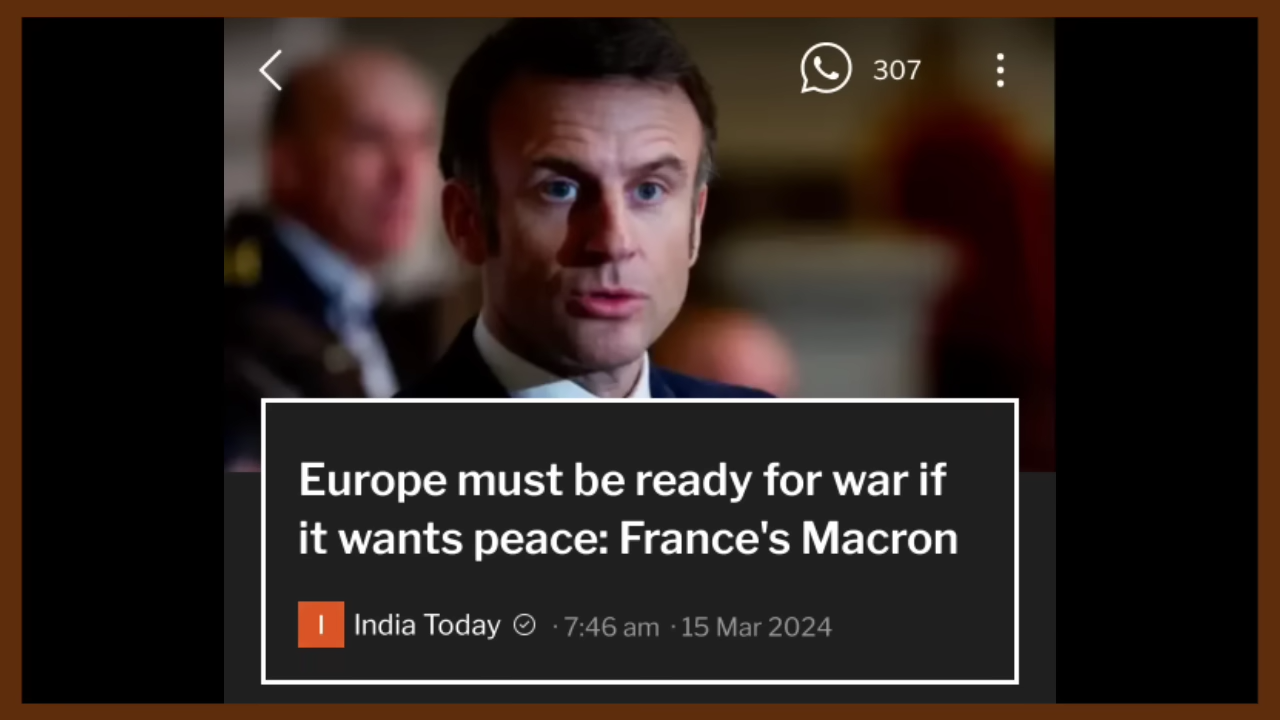 307
Europe must be ready for war if
it wants peace: France's Macron
I India Today · 7:46 am · 15 Mar 2024